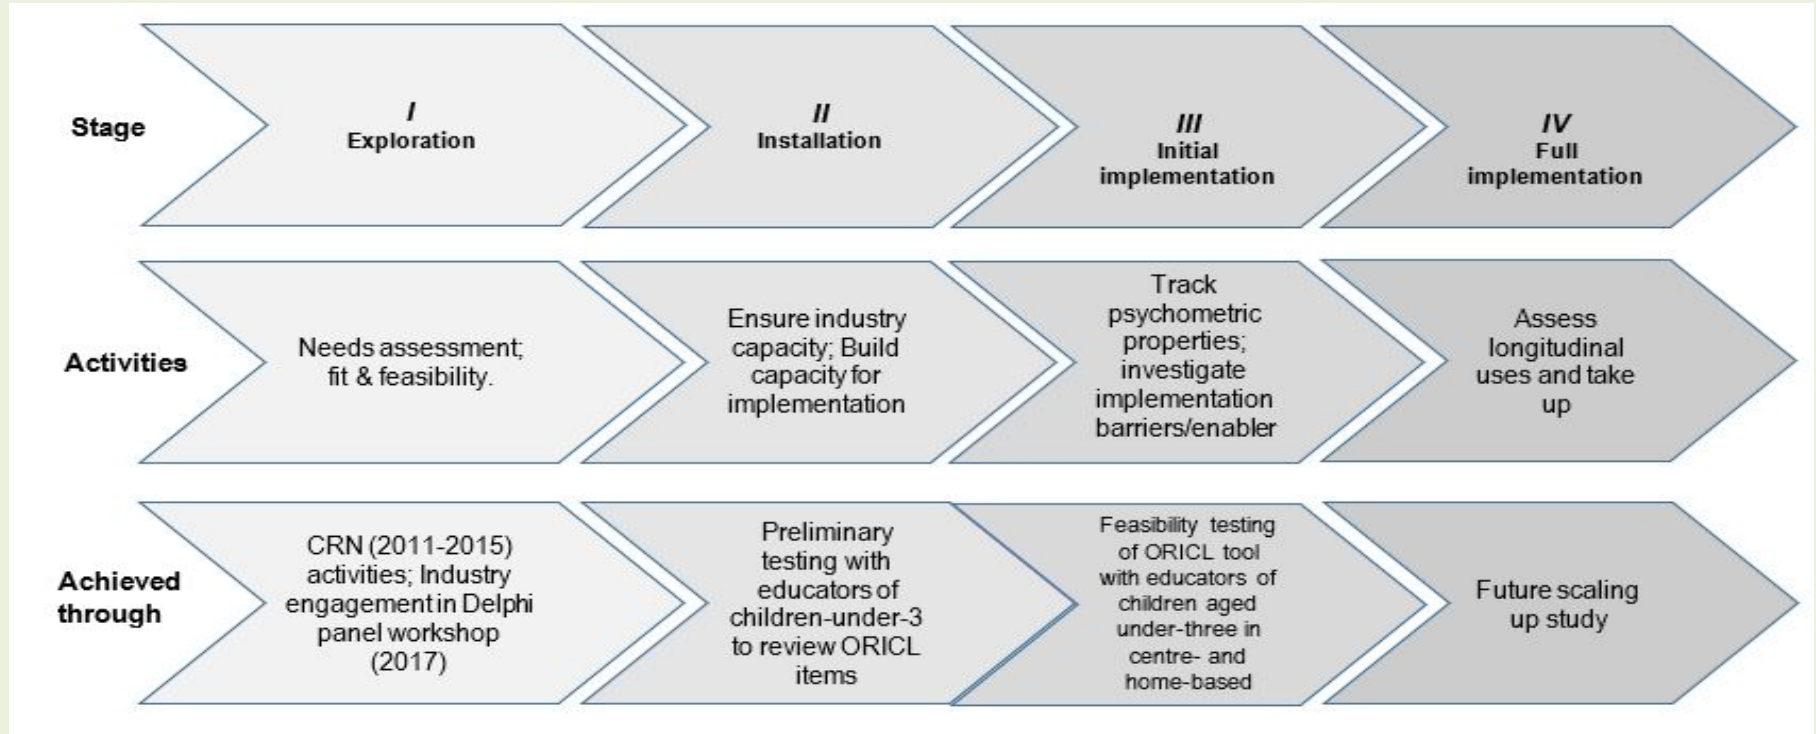 Stage
I
Exploration
II
Installation
III
Initial
implementation
IV
Full
implementation
Activities
Needs assessment;
fit & feasibility.
Ensure industry
capacity; Build
capacity for
implementation
Track
psychometric
properties;
investigate
implementation
barriers/enabler
Assess
longitudinal
uses and take
up
Achieved
through
CRN (2011-2015)
activities; Industry
engagement in Delphi
panel workshop
(2017)
Preliminary
testing with
educators of
children-under-3
to review ORICL
items
Feasibility testing
of ORICL tool
with educators of
children aged
under-three in
centre- and
home-based
Future scaling
up study